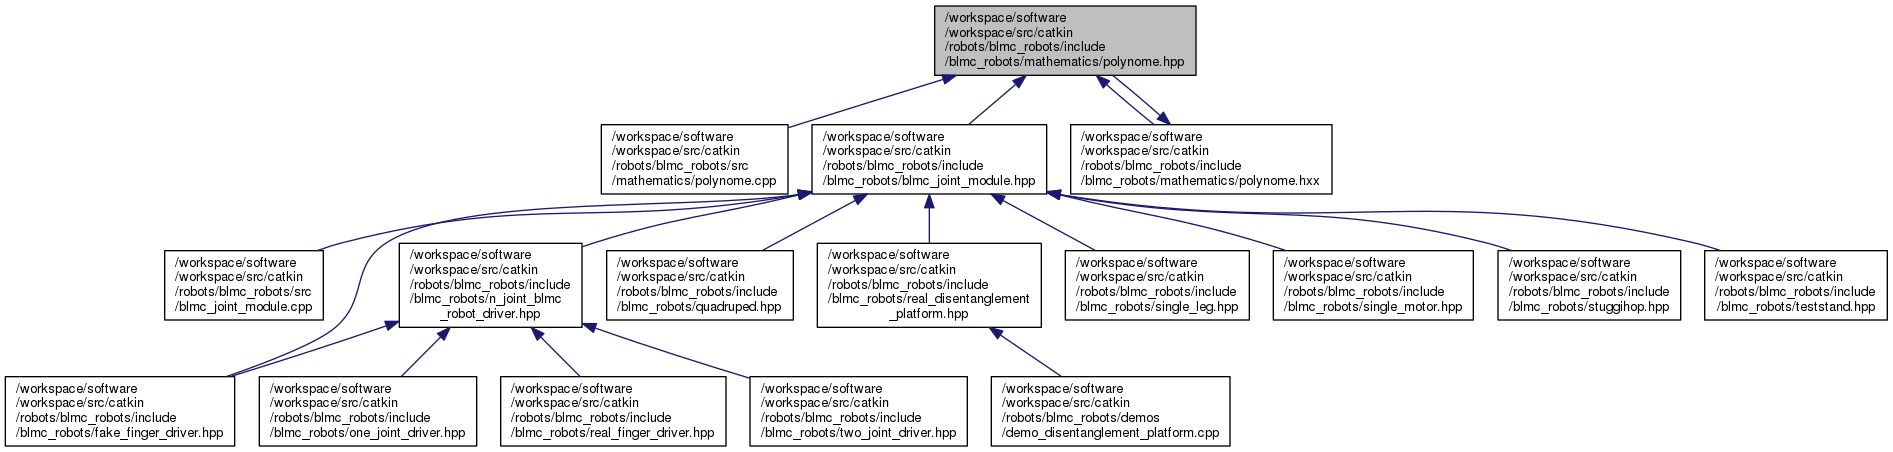 /workspace/software
/workspace/src/catkin
/robots/blmc_robots/include
/blmc_robots/mathematics/polynome.hpp
/workspace/software
/workspace/src/catkin
/robots/blmc_robots/src
/mathematics/polynome.cpp
/workspace/software
/workspace/src/catkin
/robots/blmc_robots/include
/blmc_robots/blmc_joint_module.hpp
/workspace/software
/workspace/src/catkin
/robots/blmc_robots/include
/blmc_robots/mathematics/polynome.hxx
/workspace/software
/workspace/src/catkin
/robots/blmc_robots/src
/blmc_joint_module.cpp
/workspace/software
/workspace/src/catkin
/robots/blmc_robots/include
/blmc_robots/n_joint_blmc
_robot_driver.hpp
/workspace/software
/workspace/src/catkin
/robots/blmc_robots/include
/blmc_robots/quadruped.hpp
/workspace/software
/workspace/src/catkin
/robots/blmc_robots/include
/blmc_robots/real_disentanglement
_platform.hpp
/workspace/software
/workspace/src/catkin
/robots/blmc_robots/include
/blmc_robots/single_leg.hpp
/workspace/software
/workspace/src/catkin
/robots/blmc_robots/include
/blmc_robots/single_motor.hpp
/workspace/software
/workspace/src/catkin
/robots/blmc_robots/include
/blmc_robots/stuggihop.hpp
/workspace/software
/workspace/src/catkin
/robots/blmc_robots/include
/blmc_robots/teststand.hpp
/workspace/software
/workspace/src/catkin
/robots/blmc_robots/include
/blmc_robots/fake_finger_driver.hpp
/workspace/software
/workspace/src/catkin
/robots/blmc_robots/include
/blmc_robots/one_joint_driver.hpp
/workspace/software
/workspace/src/catkin
/robots/blmc_robots/include
/blmc_robots/real_finger_driver.hpp
/workspace/software
/workspace/src/catkin
/robots/blmc_robots/include
/blmc_robots/two_joint_driver.hpp
/workspace/software
/workspace/src/catkin
/robots/blmc_robots/demos
/demo_disentanglement_platform.cpp